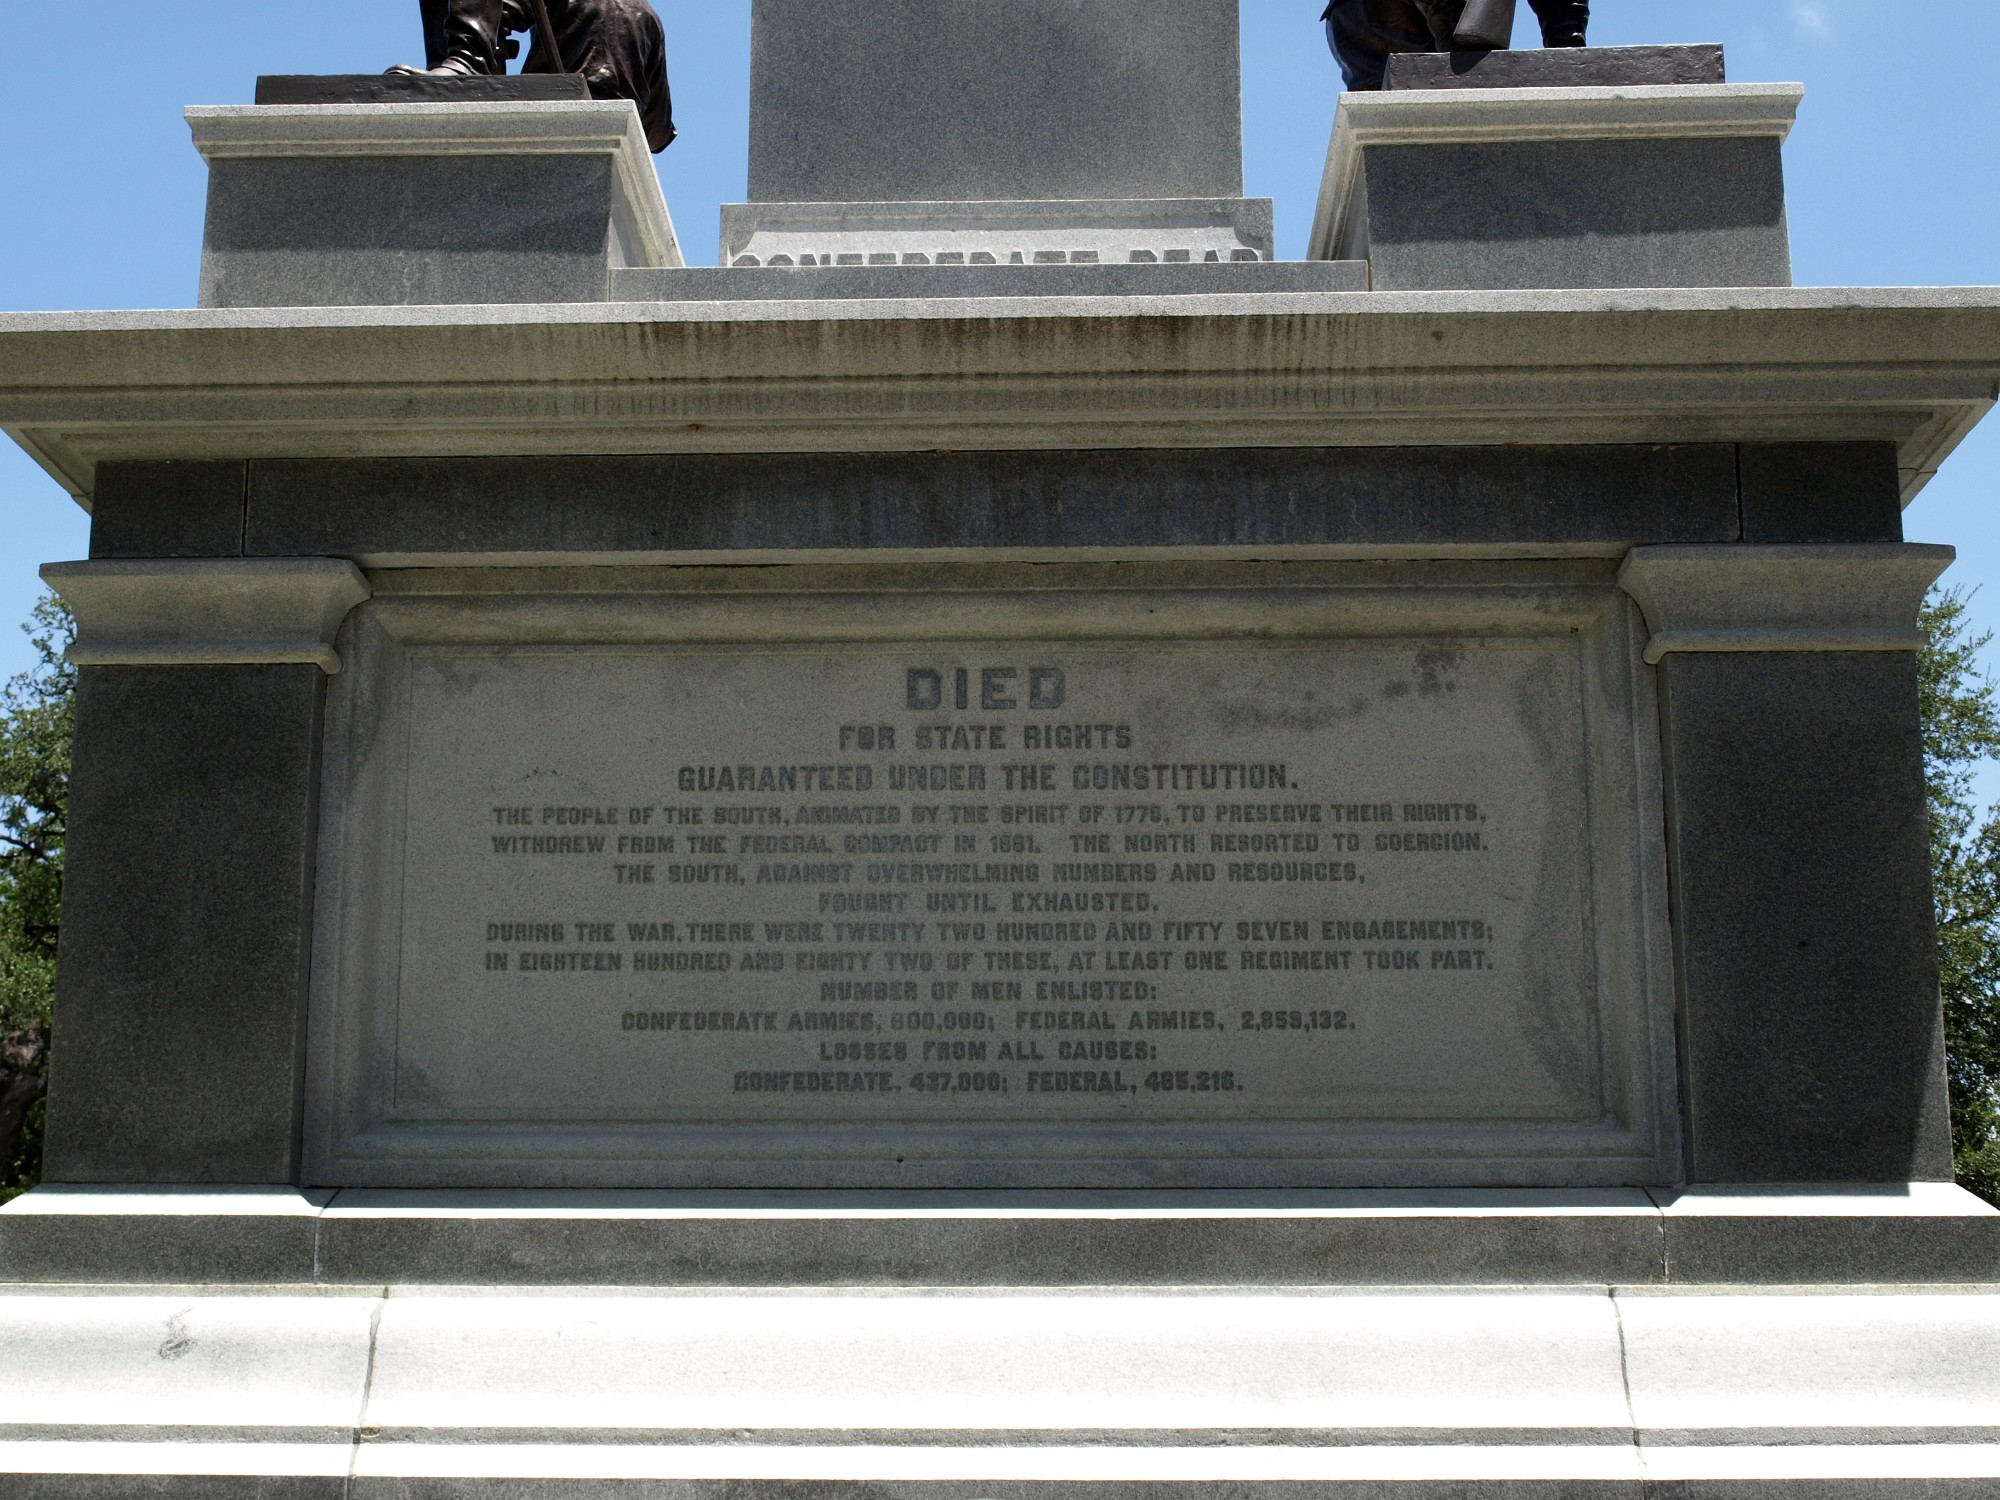 CONFEDERATE DEAD
DIED
FOR STATE RIGHTS
GUARANTEED UNDER THE CONSTITUTION.
THE PEOPLE OF THE SOUTH, ANIMATED BY THE SPIRIT OF 1776, TO PRESERVE THEIR RIGHTS,
WITHDREW FROM THE FEDERAL COMPACT IN 1861. THE NORTH RESORTED TO COERCION.
THE SOUTH, AGAINST OVERWHELMING NUMBERS AND RESOURCES,
FOUGHT UNTIL EXHAUSTED.
DURING THE WAR, THERE WERE TWENTY TWO HUNDRED AND FIFTY SEVEN ENGAGEMENTS;
IN EIGHTEEN HUNDRED AND EIGHTY TWO OF THESE, AT LEAST ONE REGIMENT TOOK PART.
NUMBER OF MEN ENLISTED:
CONFEDERATE ARMIES, 600,000; FEDERAL ARMIES, 2,859,132.
LOSSES FROM ALL CAUSES:
CONFEDERATE, 437,000; FEDERAL, 485,216.